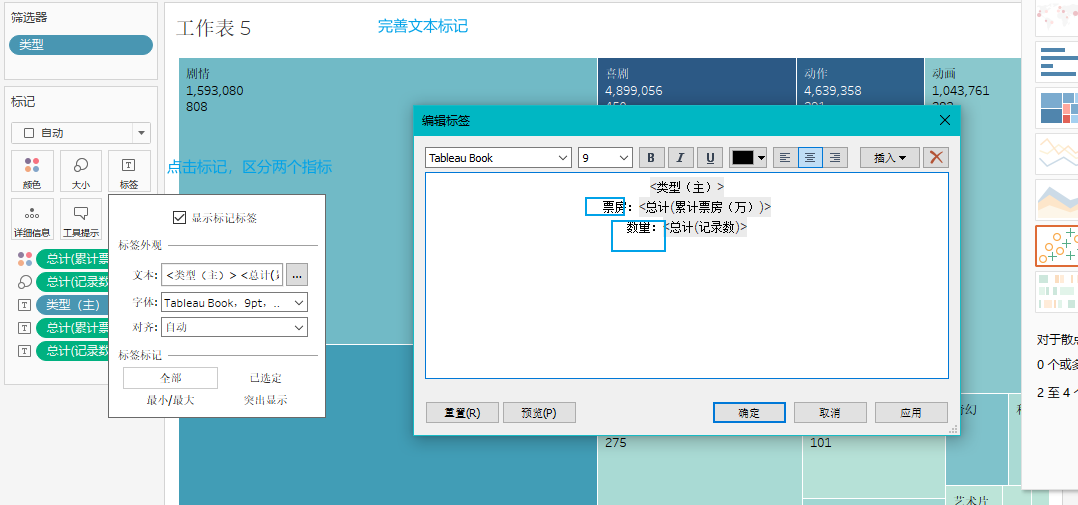 筛选器
类型
标记
自动
颜色
大小
标签
详细信息
工具提示
总计(累计票
总计(记录数
类型（主）
总计(累计票
总计(记录数
显示标记标签
标签外观
文本:
<类型（主）> <总计(
...
字体:
Tableau Book，9pt，..
对齐:
自动
标签标记
全部
已选定
最小/最大
突出显示
工作表 5
完善文本标记
点击标记，区分两个指标
剧情
1,593,080
808
喜剧
4,899,056
动作
4,639,358
动画
1,043,761
编辑标签
Tableau Book
9
B
I
U
插入
<类型（主）>
票房: <总计(累计票房（万）)>
数量: <总计(记录数)>
重置(R)
预览(P)
确定
取消
应用
275
101
艺术片
对于散点
0 个或多
2 至 4 个